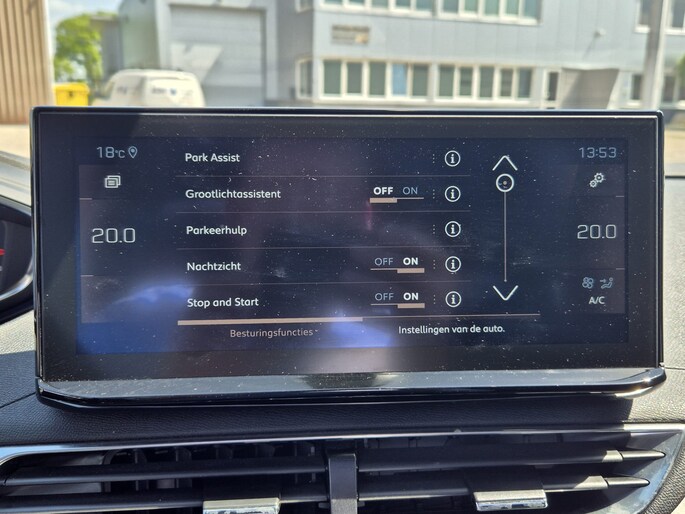 18°C
13:53
Park Assist
Grootlichtassistent OFF ON
20.0
Parkeerhulp
20.0
Nachtzicht OFF ON
Stop and Start OFF ON
A/C
Besturingsfuncties
Instellingen van de auto.